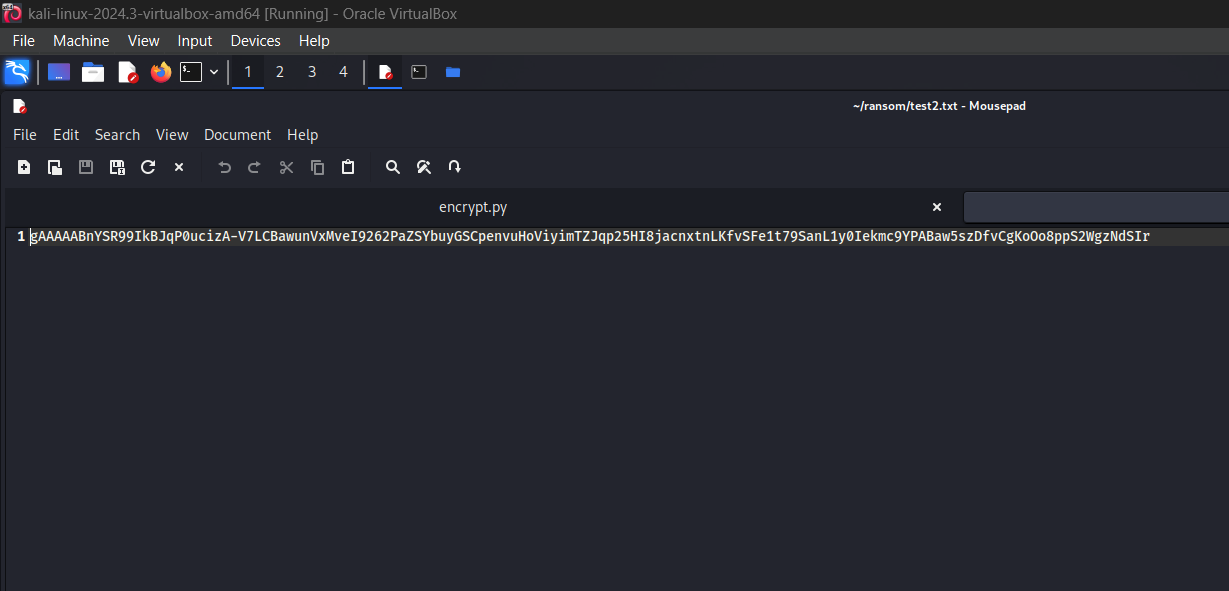 kali-linux-2024.3-virtualbox-amd64 [Running] - Oracle VirtualBox
File Machine View Input Devices Help
1 2 3 4
~/ransom/test2.txt - Mousepad
File Edit Search View Document Help
encrypt.py
1 gAAAAABnYSR99IkBJqP0ucizA-V7LCBawunVxMveI9262PaZSYbuyGSCpenvuHoViyimTZJqp25HI8jacnxtnLKfvSFe1t79SanL1y0Iekmc9YPABaw5szDfvCgKoOo8ppS2WgzNdSIr